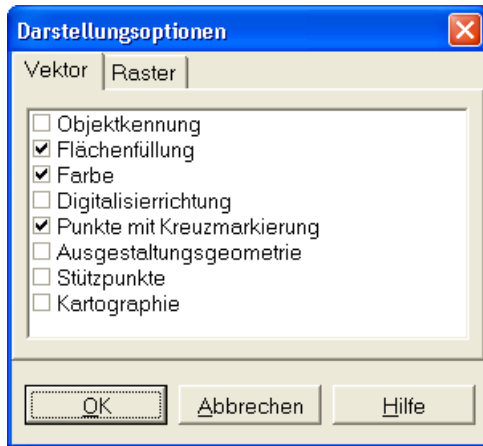 Darstellungsoptionen
Vektor Raster
Objektkennung
Flächenfüllung
Farbe
Digitalisierrichtung
Punkte mit Kreuzmarkierung
Ausgestaltungsgeometrie
Stützpunkte
Kartographie
OK Abbrechen Hilfe